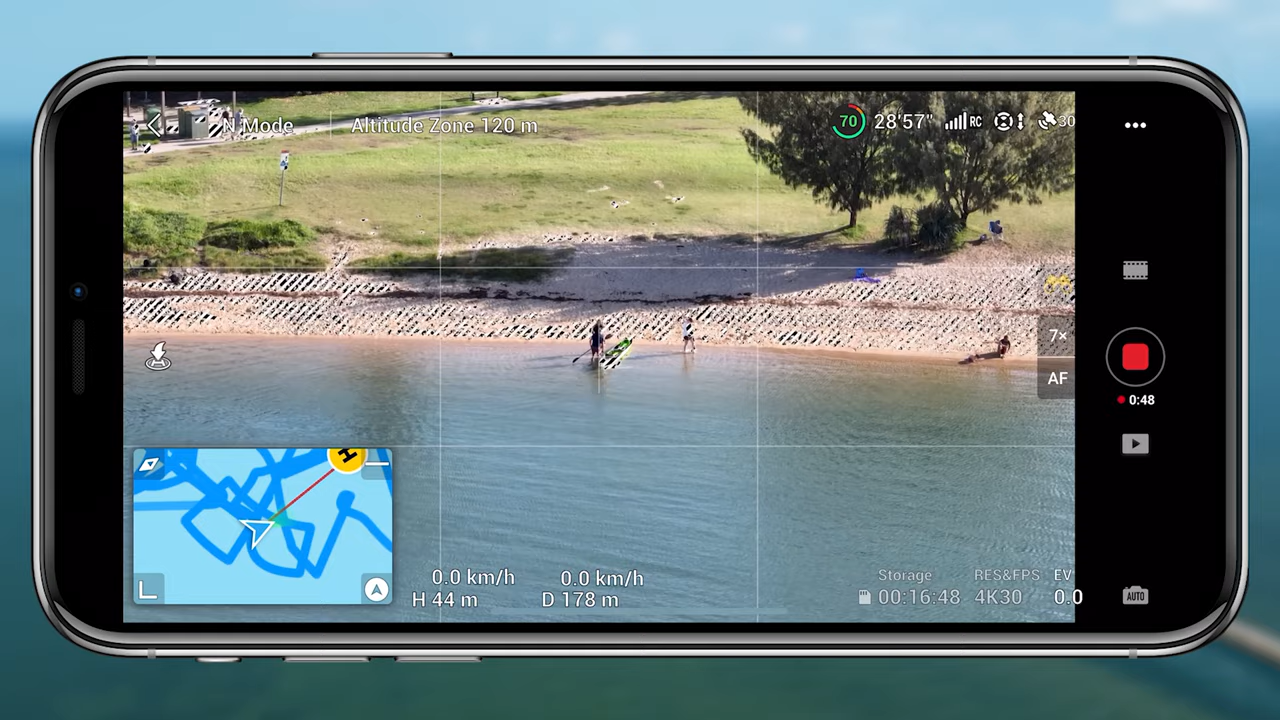 N Mode
Altitude Zone 120 m
70
28'57"
RC
30
7×
AF
0:48
H
0.0 km/h
0.0 km/h
H 44 m
D 178 m
Storage
RES&FPS
EV
00:16:48
4K30
0.0
AUTO